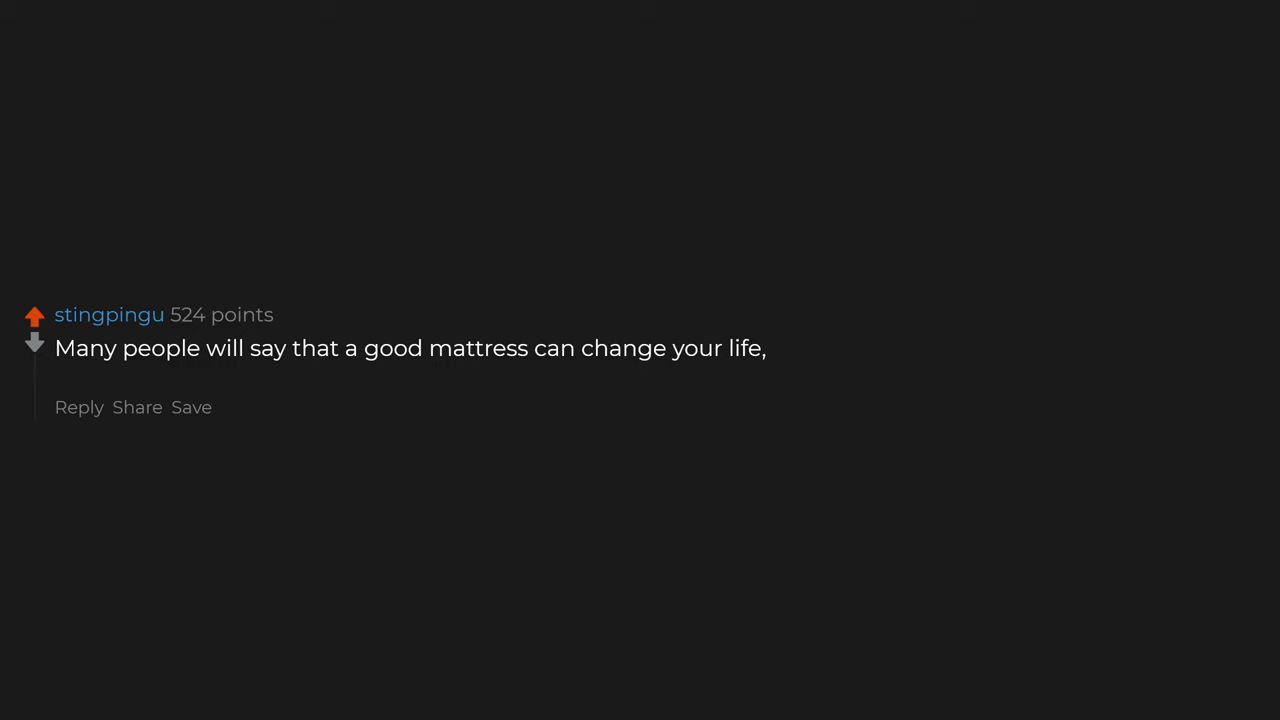 stingpingu 524 points
Many people will say that a good mattress can change your life,
Reply Share Save